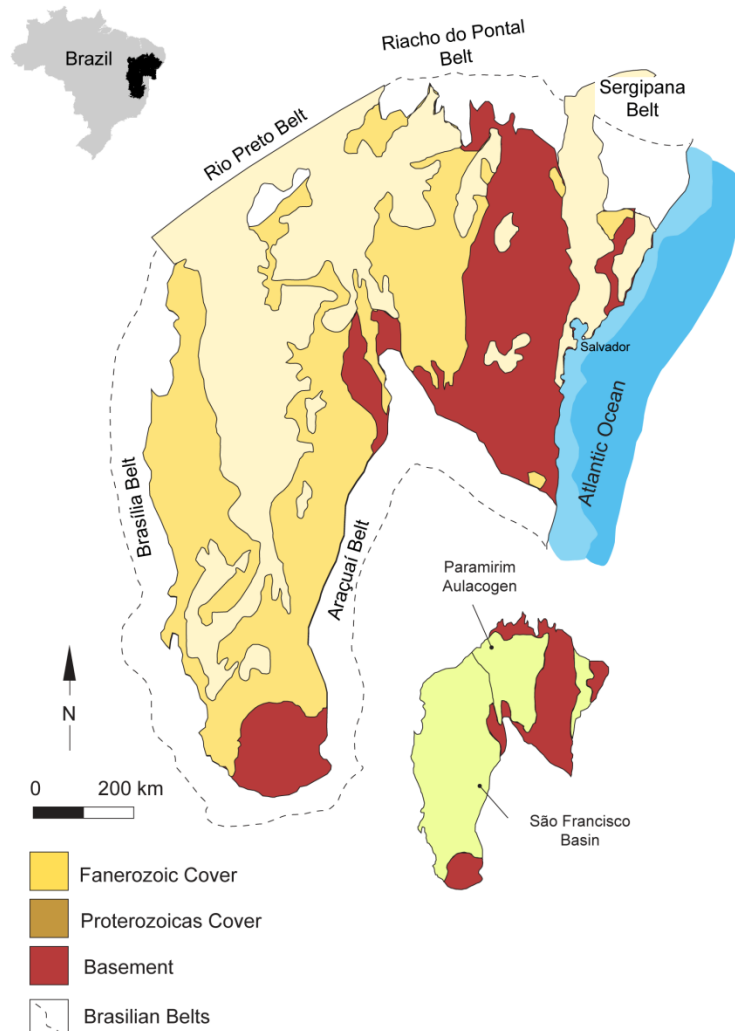 Brazil
Riacho do Pontal
Belt
Sergipana
Belt
Rio Preto Belt
Salvador
Atlantic Ocean
Brasília Belt
Araçuaí Belt
Paramirim
Aulacogen
N
0 200 km
São Francisco
Basin
Fanerozoic Cover
Proterozoicas Cover
Basement
Brasilian Belts